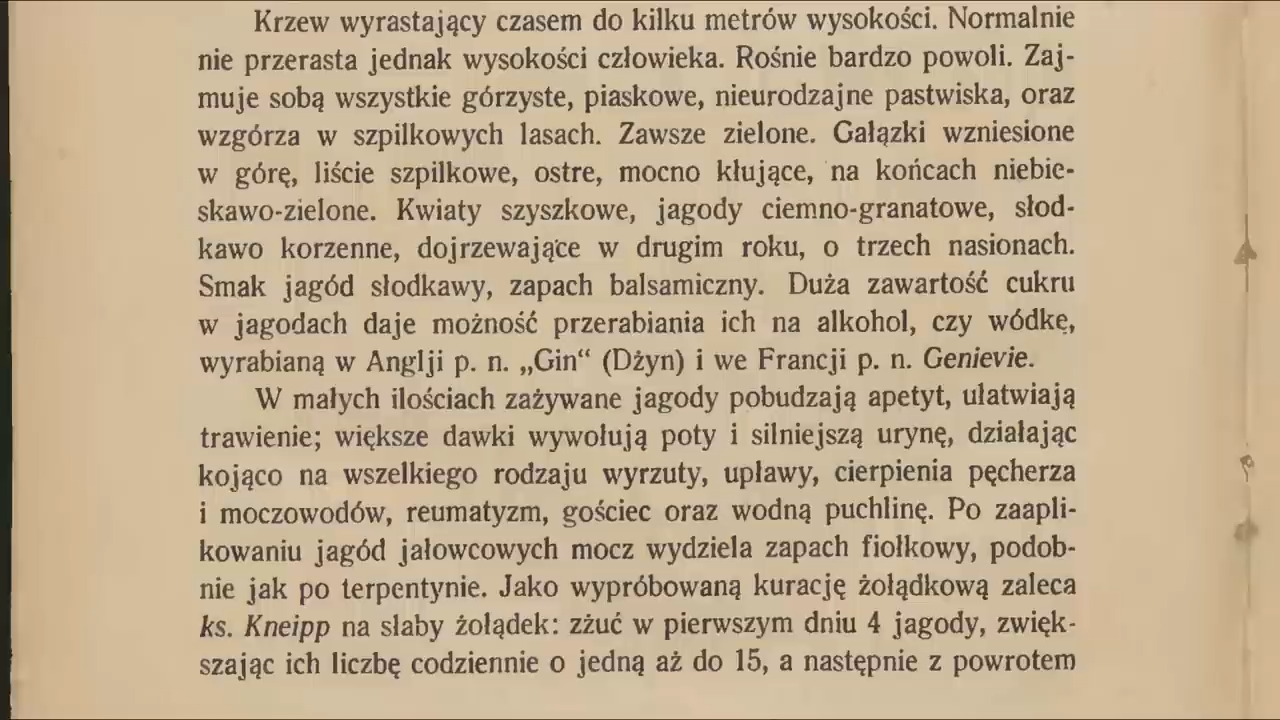 Krzew wyrastający czasem do kilku metrów wysokości. Normalnie
nie przerasta jednak wysokości człowieka. Rośnie bardzo powoli. Zaj-
muje sobą wszystkie górzyste, piaskowe, nieurodzajne pastwiska, oraz
wzgórza w szpilkowych lasach. Zawsze zielone. Gałązki wzniesione
w górę, liście szpilkowe, ostre, mocno kłujące, na końcach niebie-
skawo-zielone. Kwiaty szyszkowe, jagody ciemno-granatowe, słod-
kawo korzenne, dojrzewające w drugim roku, o trzech nasionach.
Smak jagód słodkawy, zapach balsamiczny. Duża zawartość cukru
w jagodach daje możność przerabiania ich na alkohol, czy wódkę,
wyrabianą w Anglji p. n. „Gin“ (Dżyn) i we Francji p. n. Genievie.
W małych ilościach zażywane jagody pobudzają apetyt, ułatwiają
trawienie; większe dawki wywołują poty i silniejszą urynę, działając
kojąco na wszelkiego rodzaju wyrzuty, upławy, cierpienia pęcherza
i moczowodów, reumatyzm, gościec oraz wodną puchlinę. Po zaapli-
kowaniu jagód jałowcowych mocz wydziela zapach fiołkowy, podob-
nie jak po terpentynie. Jako wypróbowaną kurację żołądkową zaleca
ks. Kneipp na słaby żołądek: zżuć w pierwszym dniu 4 jagody, zwięk-
szając ich liczbę codziennie o jedną aż do 15, a następnie z powrotem